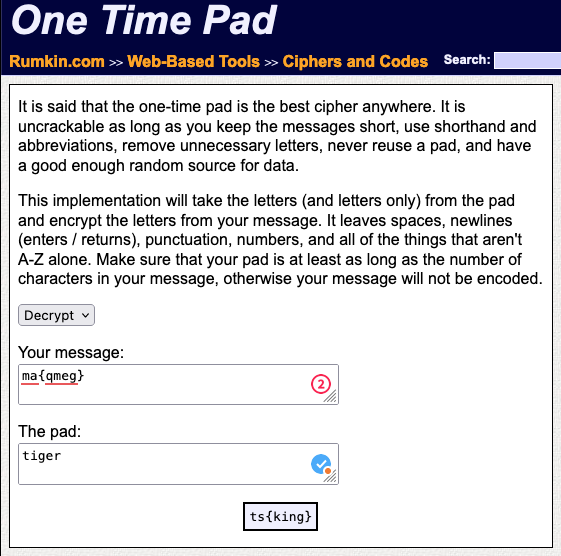 One Time Pad
Rumkin.com >> Web-Based Tools >> Ciphers and Codes Search:
It is said that the one-time pad is the best cipher anywhere. It is
uncrackable as long as you keep the messages short, use shorthand and
abbreviations, remove unnecessary letters, never reuse a pad, and have
a good enough random source for data.
This implementation will take the letters (and letters only) from the pad
and encrypt the letters from your message. It leaves spaces, newlines
(enters / returns), punctuation, numbers, and all of the things that aren't
A-Z alone. Make sure that your pad is at least as long as the number of
characters in your message, otherwise your message will not be encoded.
Decrypt
Your message:
ma{qmeg}
2
The pad:
tiger
ts{king}